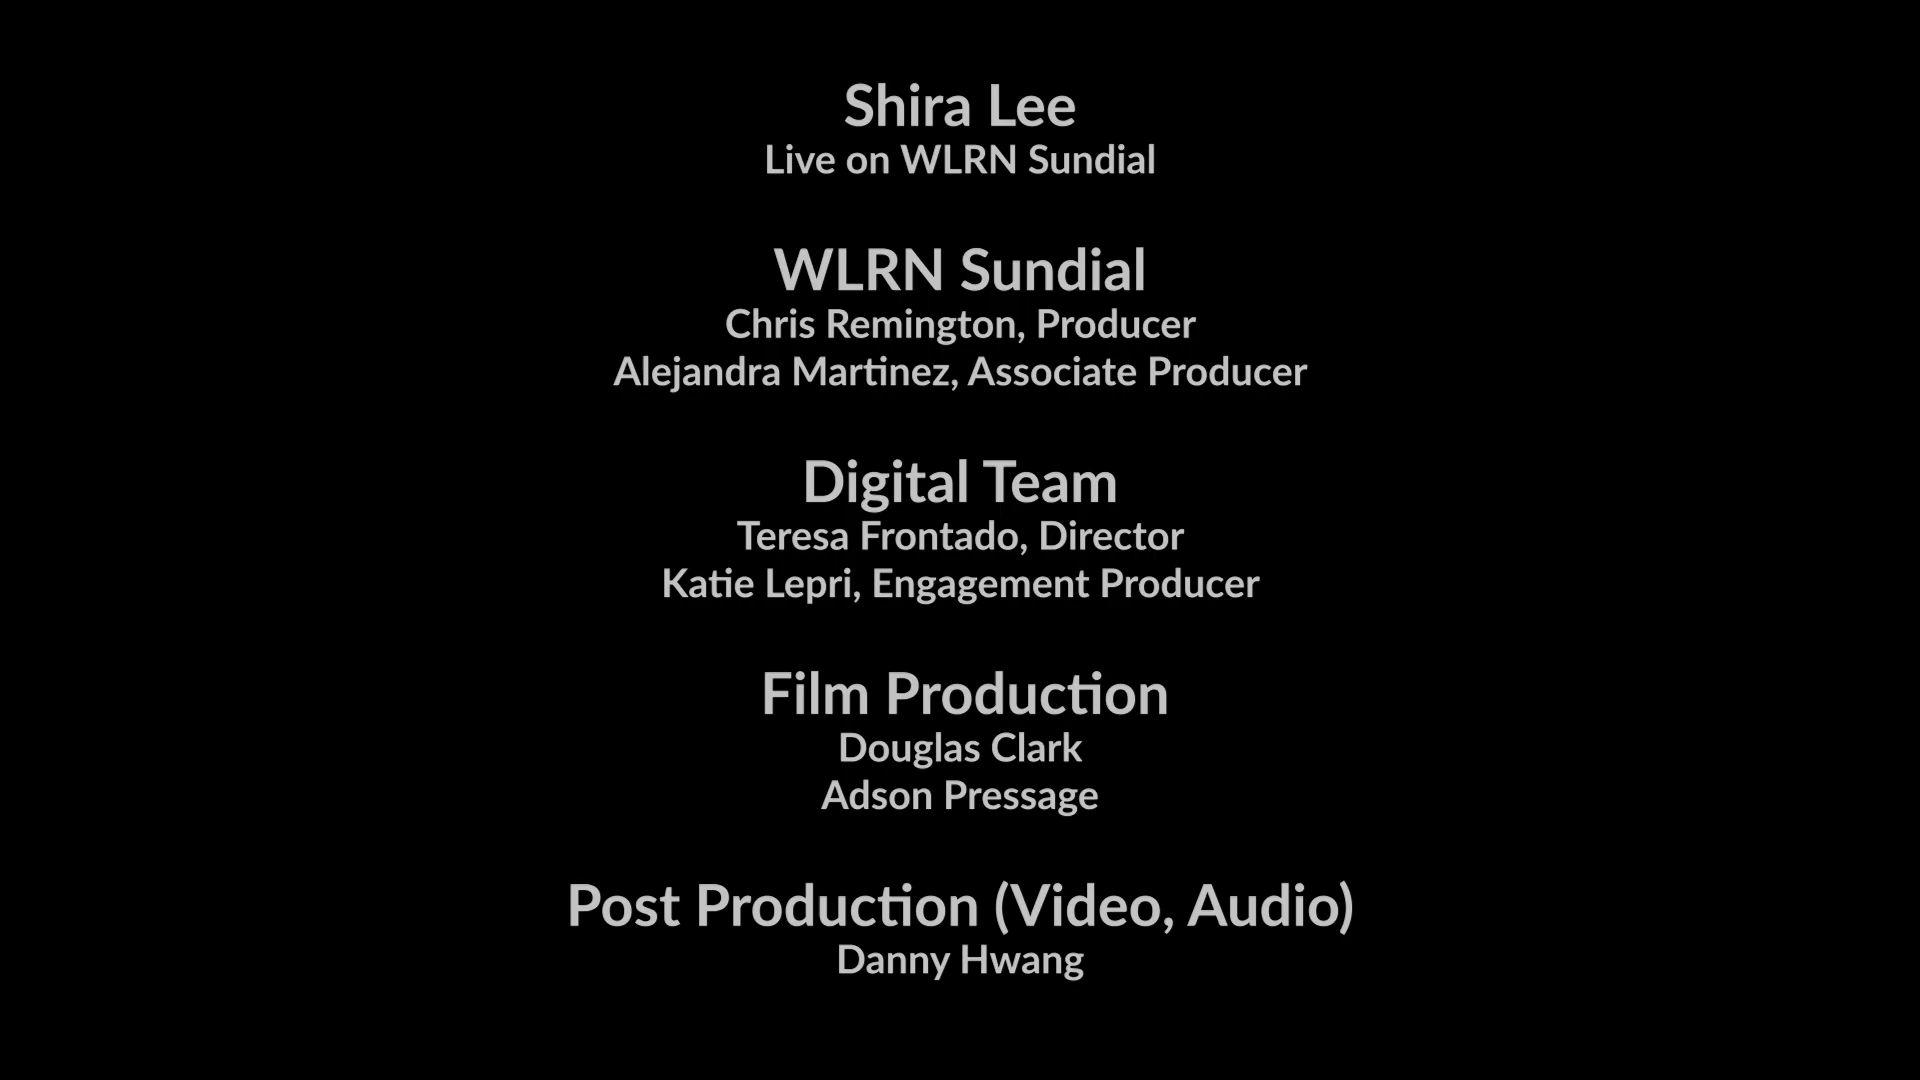 Shira Lee
Live on WLRN Sundial
WLRN Sundial
Chris Remington, Producer
Alejandra Martinez, Associate Producer
Digital Team
Teresa Frontado, Director
Katie Lepri, Engagement Producer
Film Production
Douglas Clark
Adson Pressage
Post Production (Video, Audio)
Danny Hwang